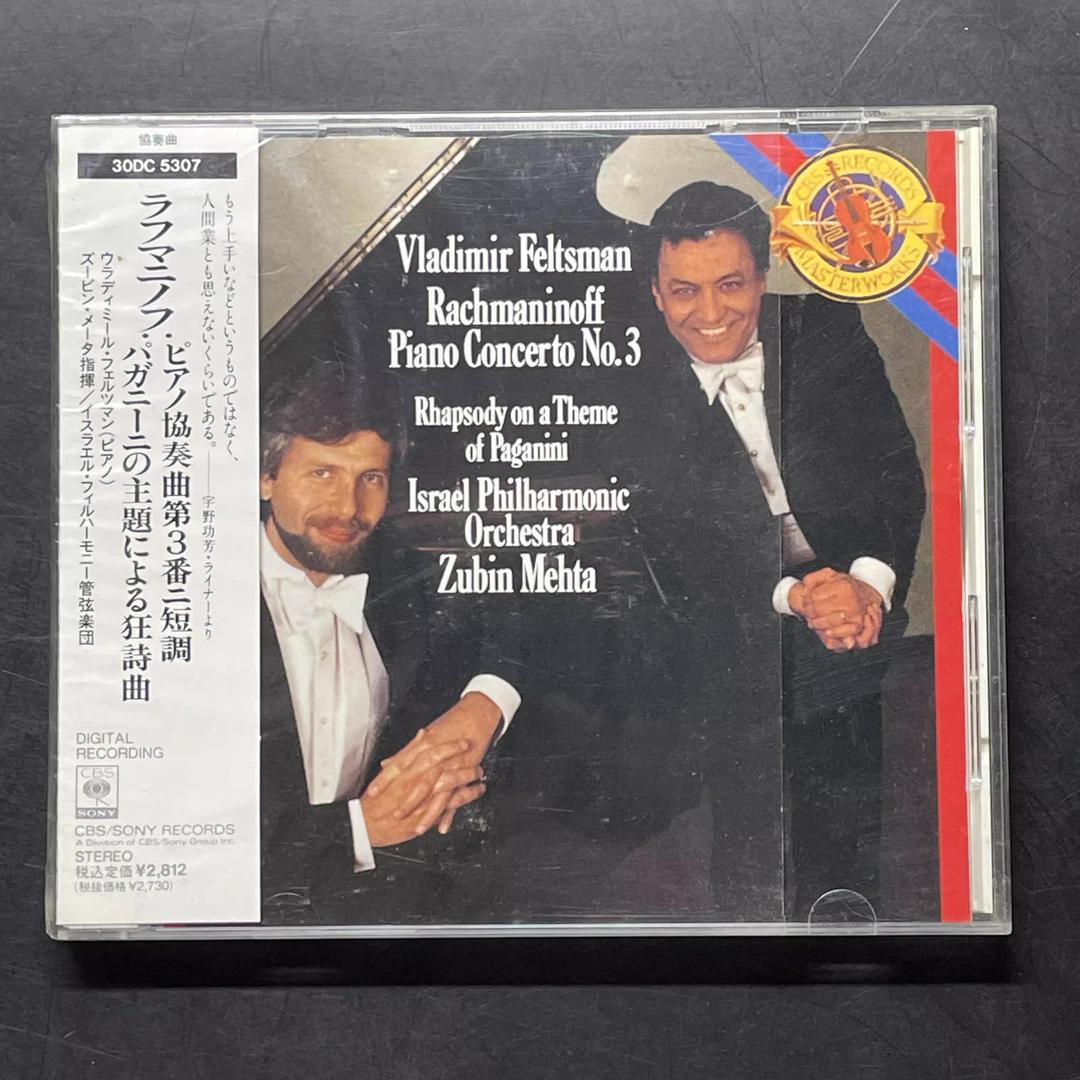 協奏曲
30DC 5307
もう上手いなどというものではなく、
人間業とも思えないくらいである。——宇野功芳・ライナーより
ラフマニノフ・ピアノ協奏曲第3番ニ短調
パガニーニの主題による狂詩曲
ウラディミール・フェルツマン(ピアノ)
ズービン・メータ指揮/イスラエル・フィルハーモニー管弦楽団
DIGITAL
RECORDING
CBS
SONY
CBS/SONY RECORDS
A Division of CBS/Sony Group Inc.
STEREO
税込定価¥2,812
(税抜価格¥2,730)
Vladimir Feltsman
Rachmaninoff
Piano Concerto No. 3
Rhapsody on a Theme
of Paganini
Israel Philharmonic
Orchestra
Zubin Mehta
CBS RECORDS
MASTERWORKS